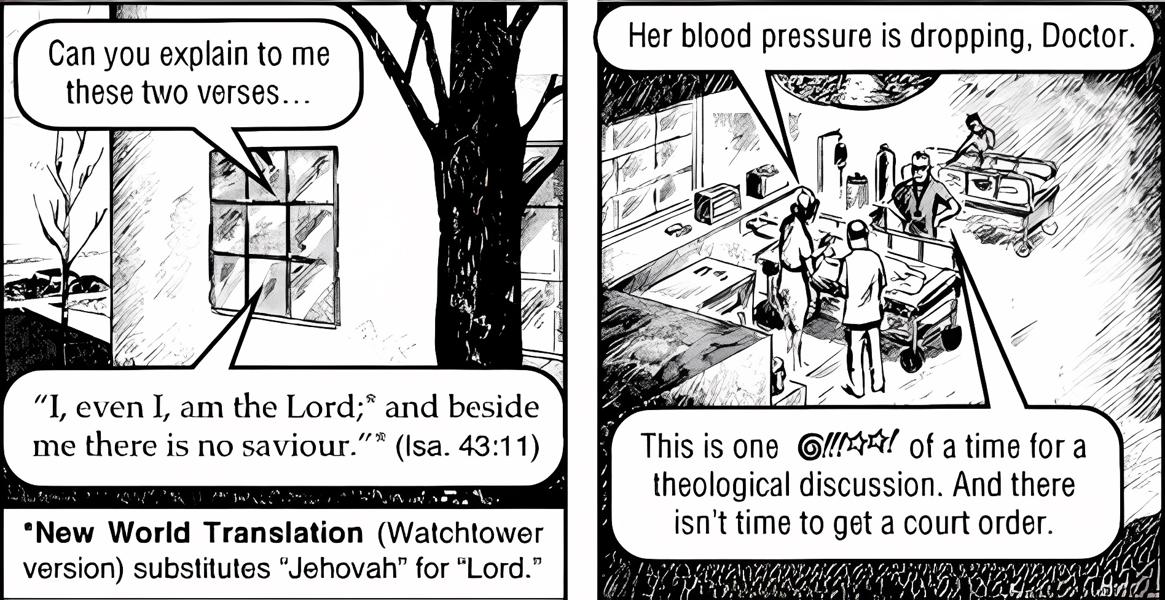 Can you explain to me
these two verses...
"I, even I, am the Lord;* and beside
me there is no saviour."* (Isa. 43:11)
*New World Translation (Watchtower
version) substitutes "Jehovah" for "Lord."
Her blood pressure is dropping, Doctor.
This is one @!!!☆☆! of a time for a
theological discussion. And there
isn't time to get a court order.